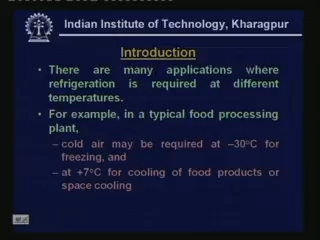 Indian Institute of Technology, Kharagpur
Introduction
• There are many applications where
refrigeration is required at different
temperatures.
• For example, in a typical food processing
plant,
– cold air may be required at –30°C for
freezing, and
– at +7°C for cooling of food products or
space cooling